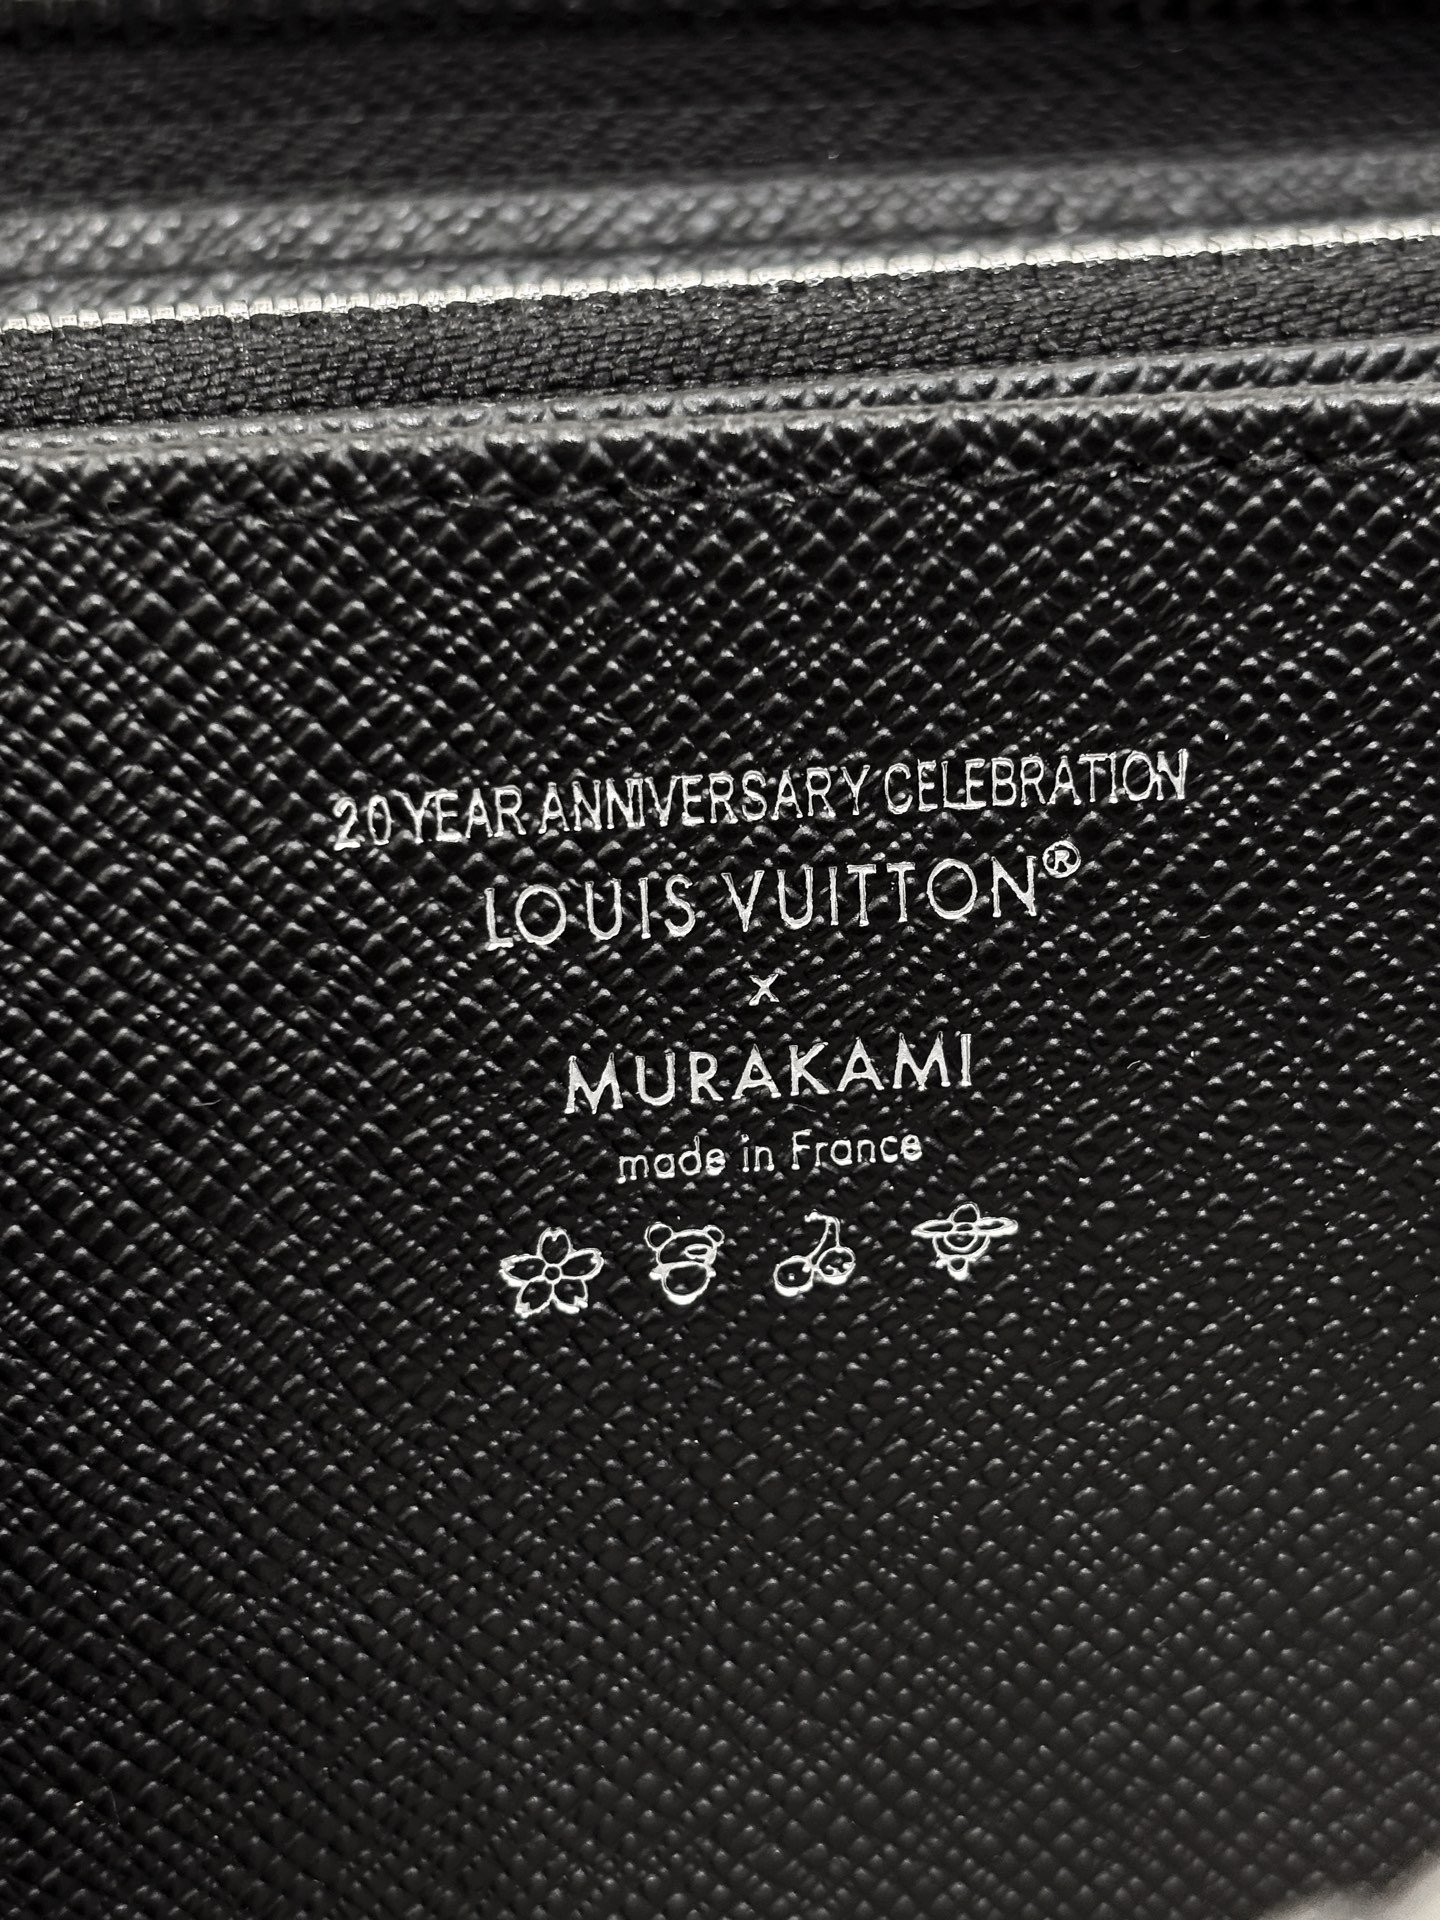 20 YEAR ANNIVERSARY CELEBRATION
LOUIS VUITTON®
x
MURAKAMI
made in France